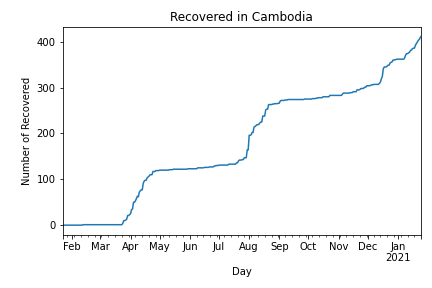 Recovered in Cambodia
Number of Recovered
400
300
200
100
0
Feb Mar Apr May Jun Jul Aug Sep Oct Nov Dec Jan
2021
Day